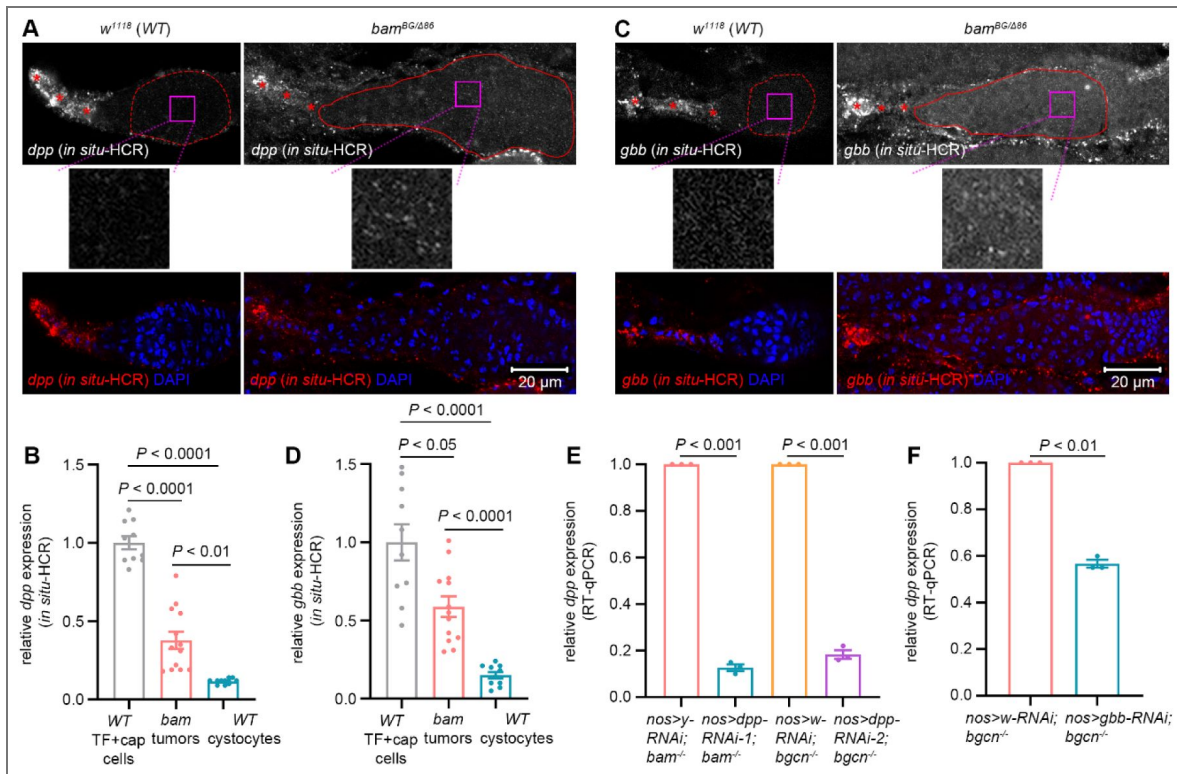 A
w¹¹¹⁸ (WT)
bam^BG/Δ86
dpp (in situ-HCR)
dpp (in situ-HCR)
dpp (in situ-HCR) DAPI
dpp (in situ-HCR) DAPI
20 µm
C
w¹¹¹⁸ (WT)
bam^BG/Δ86
gbb (in situ-HCR)
gbb (in situ-HCR)
gbb (in situ-HCR) DAPI
gbb (in situ-HCR) DAPI
20 µm
B
relative dpp expression
(in situ-HCR)
1.5
1.0
0.5
0.0
P < 0.0001
P < 0.0001
P < 0.01
WT
TF+cap
cells
bam
tumors
WT
cystocytes
D
relative gbb expression
(in situ-HCR)
1.5
1.0
0.5
0.0
P < 0.0001
P < 0.05
P < 0.0001
WT
TF+cap
cells
bam
tumors
WT
cystocytes
E
relative dpp expression
(RT-qPCR)
1.0
0.8
0.6
0.4
0.2
0.0
P < 0.001
P < 0.001
nos>y-
RNAi;
bam⁻/⁻
nos>dpp-
RNAi-1;
bam⁻/⁻
nos>w-
RNAi;
bgcn⁻/⁻
nos>dpp-
RNAi-2;
bgcn⁻/⁻
F
relative dpp expression
(RT-qPCR)
1.0
0.8
0.6
0.4
0.2
0.0
P < 0.01
nos>w-RNAi;
bgcn⁻/⁻
nos>gbb-RNAi;
bgcn⁻/⁻